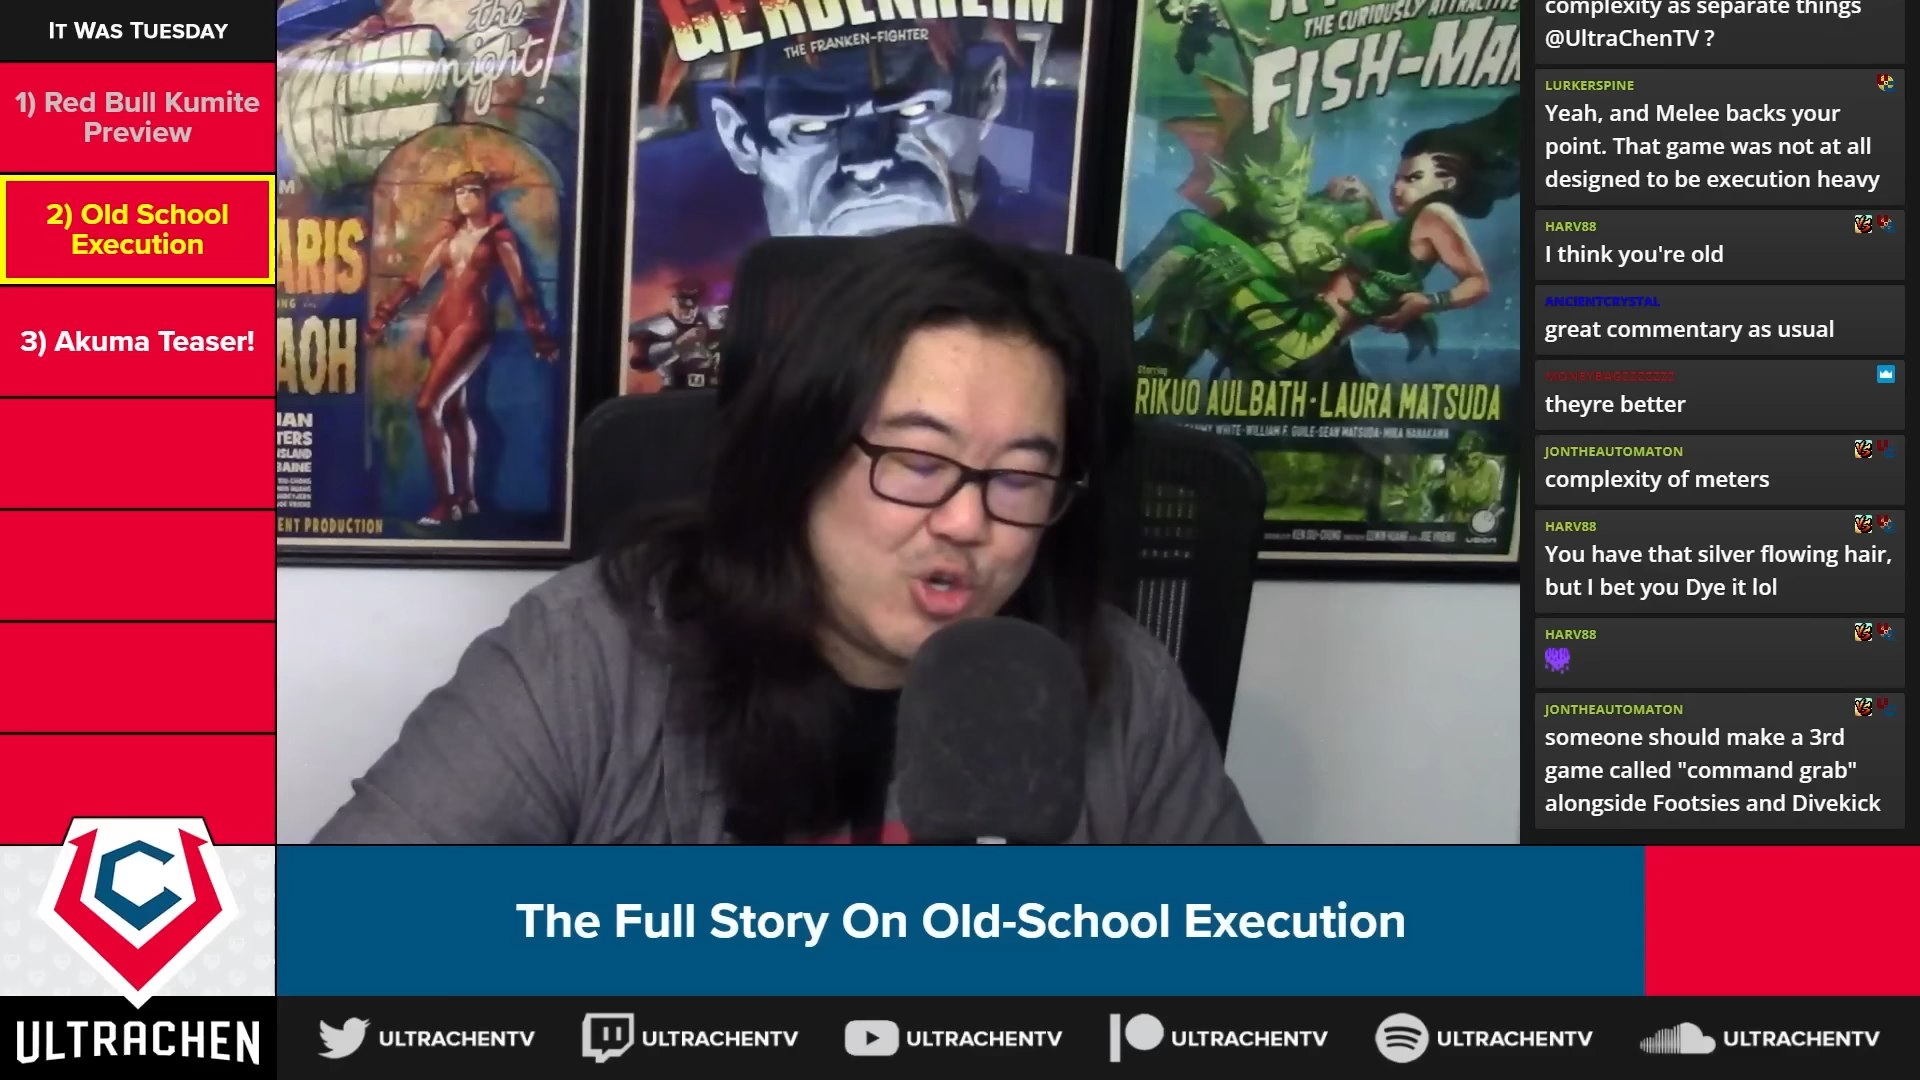 IT WAS TUESDAY
1) Red Bull Kumite
Preview
2) Old School
Execution
3) Akuma Teaser!
the
night!
ARIS
AOH
IAN
TERS
ISLAND
BAINE
ENT PRODUCTION
GERDENHEIM
THE FRANKEN-FIGHTER
THE CURIOUSLY ATTRACTIVE
FISH-MAN
Starring
RIKUO AULBATH · LAURA MATSUDA
complexity as separate things
@UltraChenTV ?
LURKERSPINE
Yeah, and Melee backs your
point. That game was not at all
designed to be execution heavy
HARV88
I think you're old
ANCIENTCRYSTAL
great commentary as usual
theyre better
JONTHEAUTOMATON
complexity of meters
HARV88
You have that silver flowing hair,
but I bet you Dye it lol
HARV88
JONTHEAUTOMATON
someone should make a 3rd
game called "command grab"
alongside Footsies and Divekick
The Full Story On Old-School Execution
ULTRACHEN
ULTRACHENTV
ULTRACHENTV
ULTRACHENTV
ULTRACHENTV
ULTRACHENTV
ULTRACHENTV